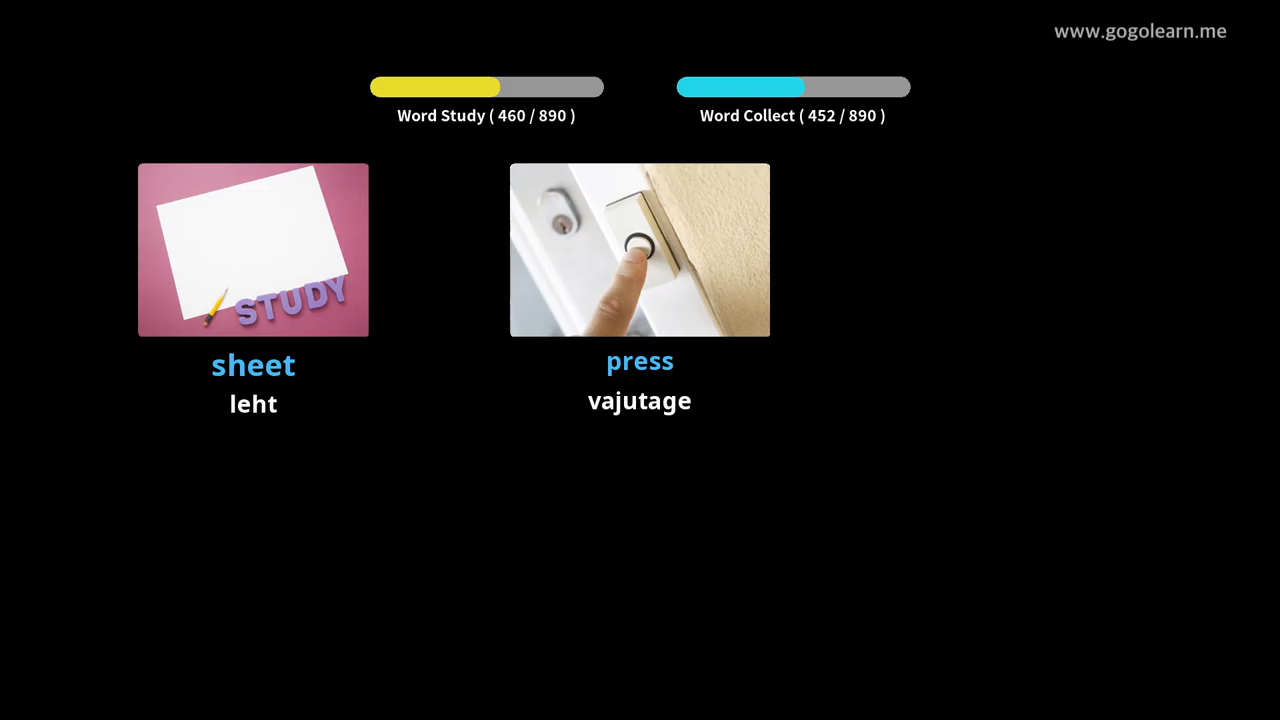 www.gogolearn.me
Word Study ( 460 / 890 )
Word Collect ( 452 / 890 )
STUDY
sheet
leht
press
vajutage